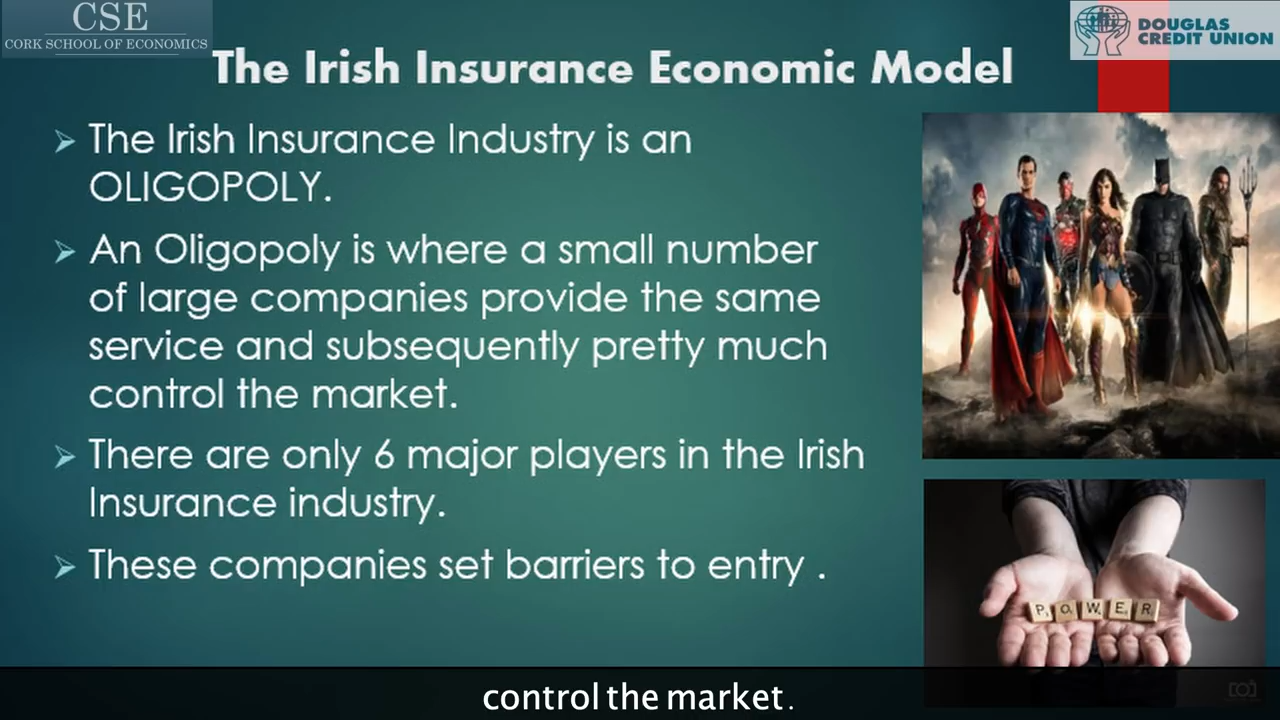 CSE
CORK SCHOOL OF ECONOMICS
DOUGLAS
CREDIT UNION
The Irish Insurance Economic Model
The Irish Insurance Industry is an
OLIGOPOLY.
An Oligopoly is where a small number
of large companies provide the same
service and subsequently pretty much
control the market.
There are only 6 major players in the Irish
Insurance industry.
These companies set barriers to entry .
POWER
control the market.